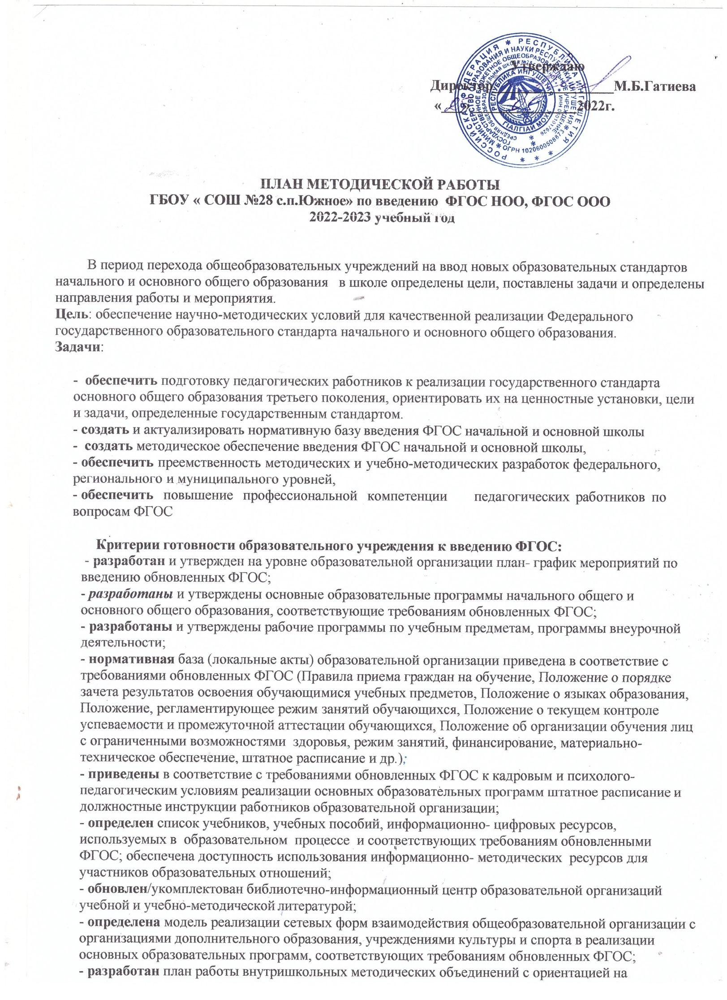 Утверждаю
Директор М.Б.Гатиева
« » 2022г.
РОССИЙСКАЯ ФЕДЕРАЦИЯ * РЕСПУБЛИКА ИНГУШЕТИЯ * * *
МИНИСТЕРСТВО ОБРАЗОВАНИЯ И НАУКИ РЕСПУБЛИКИ ИНГУШЕТИЯ * ОГРН 1020600508873 *
ГОСУДАРСТВЕННОЕ БЮДЖЕТНОЕ ОБЩЕОБРАЗОВАТЕЛЬНОЕ УЧРЕЖДЕНИЕ *
СРЕДНЯЯ ОБЩЕОБРАЗОВАТЕЛЬНАЯ ШКОЛА №28 * ИНН 0601017626 *
РЕСПУБЛИКА ИНГУШЕТИЯ
ГIАЛГIАЙ МОХК
ПЛАН МЕТОДИЧЕСКОЙ РАБОТЫ
ГБОУ « СОШ №28 с.п.Южное» по введению ФГОС НОО, ФГОС ООО
2022-2023 учебный год
В период перехода общеобразовательных учреждений на ввод новых образовательных стандартов
начального и основного общего образования в школе определены цели, поставлены задачи и определены
направления работы и мероприятия.
Цель: обеспечение научно-методических условий для качественной реализации Федерального
государственного образовательного стандарта начального и основного общего образования.
Задачи:
- обеспечить подготовку педагогических работников к реализации государственного стандарта
основного общего образования третьего поколения, ориентировать их на ценностные установки, цели
и задачи, определенные государственным стандартом.
- создать и актуализировать нормативную базу введения ФГОС начальной и основной школы
- создать методическое обеспечение введения ФГОС начальной и основной школы,
- обеспечить преемственность методических и учебно-методических разработок федерального,
регионального и муниципального уровней,
- обеспечить повышение профессиональной компетенции педагогических работников по
вопросам ФГОС
Критерии готовности образовательного учреждения к введению ФГОС:
- разработан и утвержден на уровне образовательной организации план- график мероприятий по
введению обновленных ФГОС;
- разработаны и утверждены основные образовательные программы начального общего и
основного общего образования, соответствующие требованиям обновленных ФГОС;
- разработаны и утверждены рабочие программы по учебным предметам, программы внеурочной
деятельности;
- нормативная база (локальные акты) образовательной организации приведена в соответствие с
требованиями обновленных ФГОС (Правила приема граждан на обучение, Положение о порядке
зачета результатов освоения обучающимися учебных предметов, Положение о языках образования,
Положение, регламентирующее режим занятий обучающихся, Положение о текущем контроле
успеваемости и промежуточной аттестации обучающихся, Положение об организации обучения лиц
с ограниченными возможностями здоровья, режим занятий, финансирование, материально-
техническое обеспечение, штатное расписание и др.);
- приведены в соответствие с требованиями обновленных ФГОС к кадровым и психолого-
педагогическим условиям реализации основных образовательных программ штатное расписание и
должностные инструкции работников образовательной организации;
- определен список учебников, учебных пособий, информационно- цифровых ресурсов,
используемых в образовательном процессе и соответствующих требованиям обновленными
ФГОС; обеспечена доступность использования информационно- методических ресурсов для
участников образовательных отношений;
- обновлен/укомплектован библиотечно-информационный центр образовательной организаций
учебной и учебно-методической литературой;
- определена модель реализации сетевых форм взаимодействия общеобразовательной организации с
организациями дополнительного образования, учреждениями культуры и спорта в реализации
основных образовательных программ, соответствующих требованиям обновленных ФГОС;
- разработан план работы внутришкольных методических объединений с ориентацией на